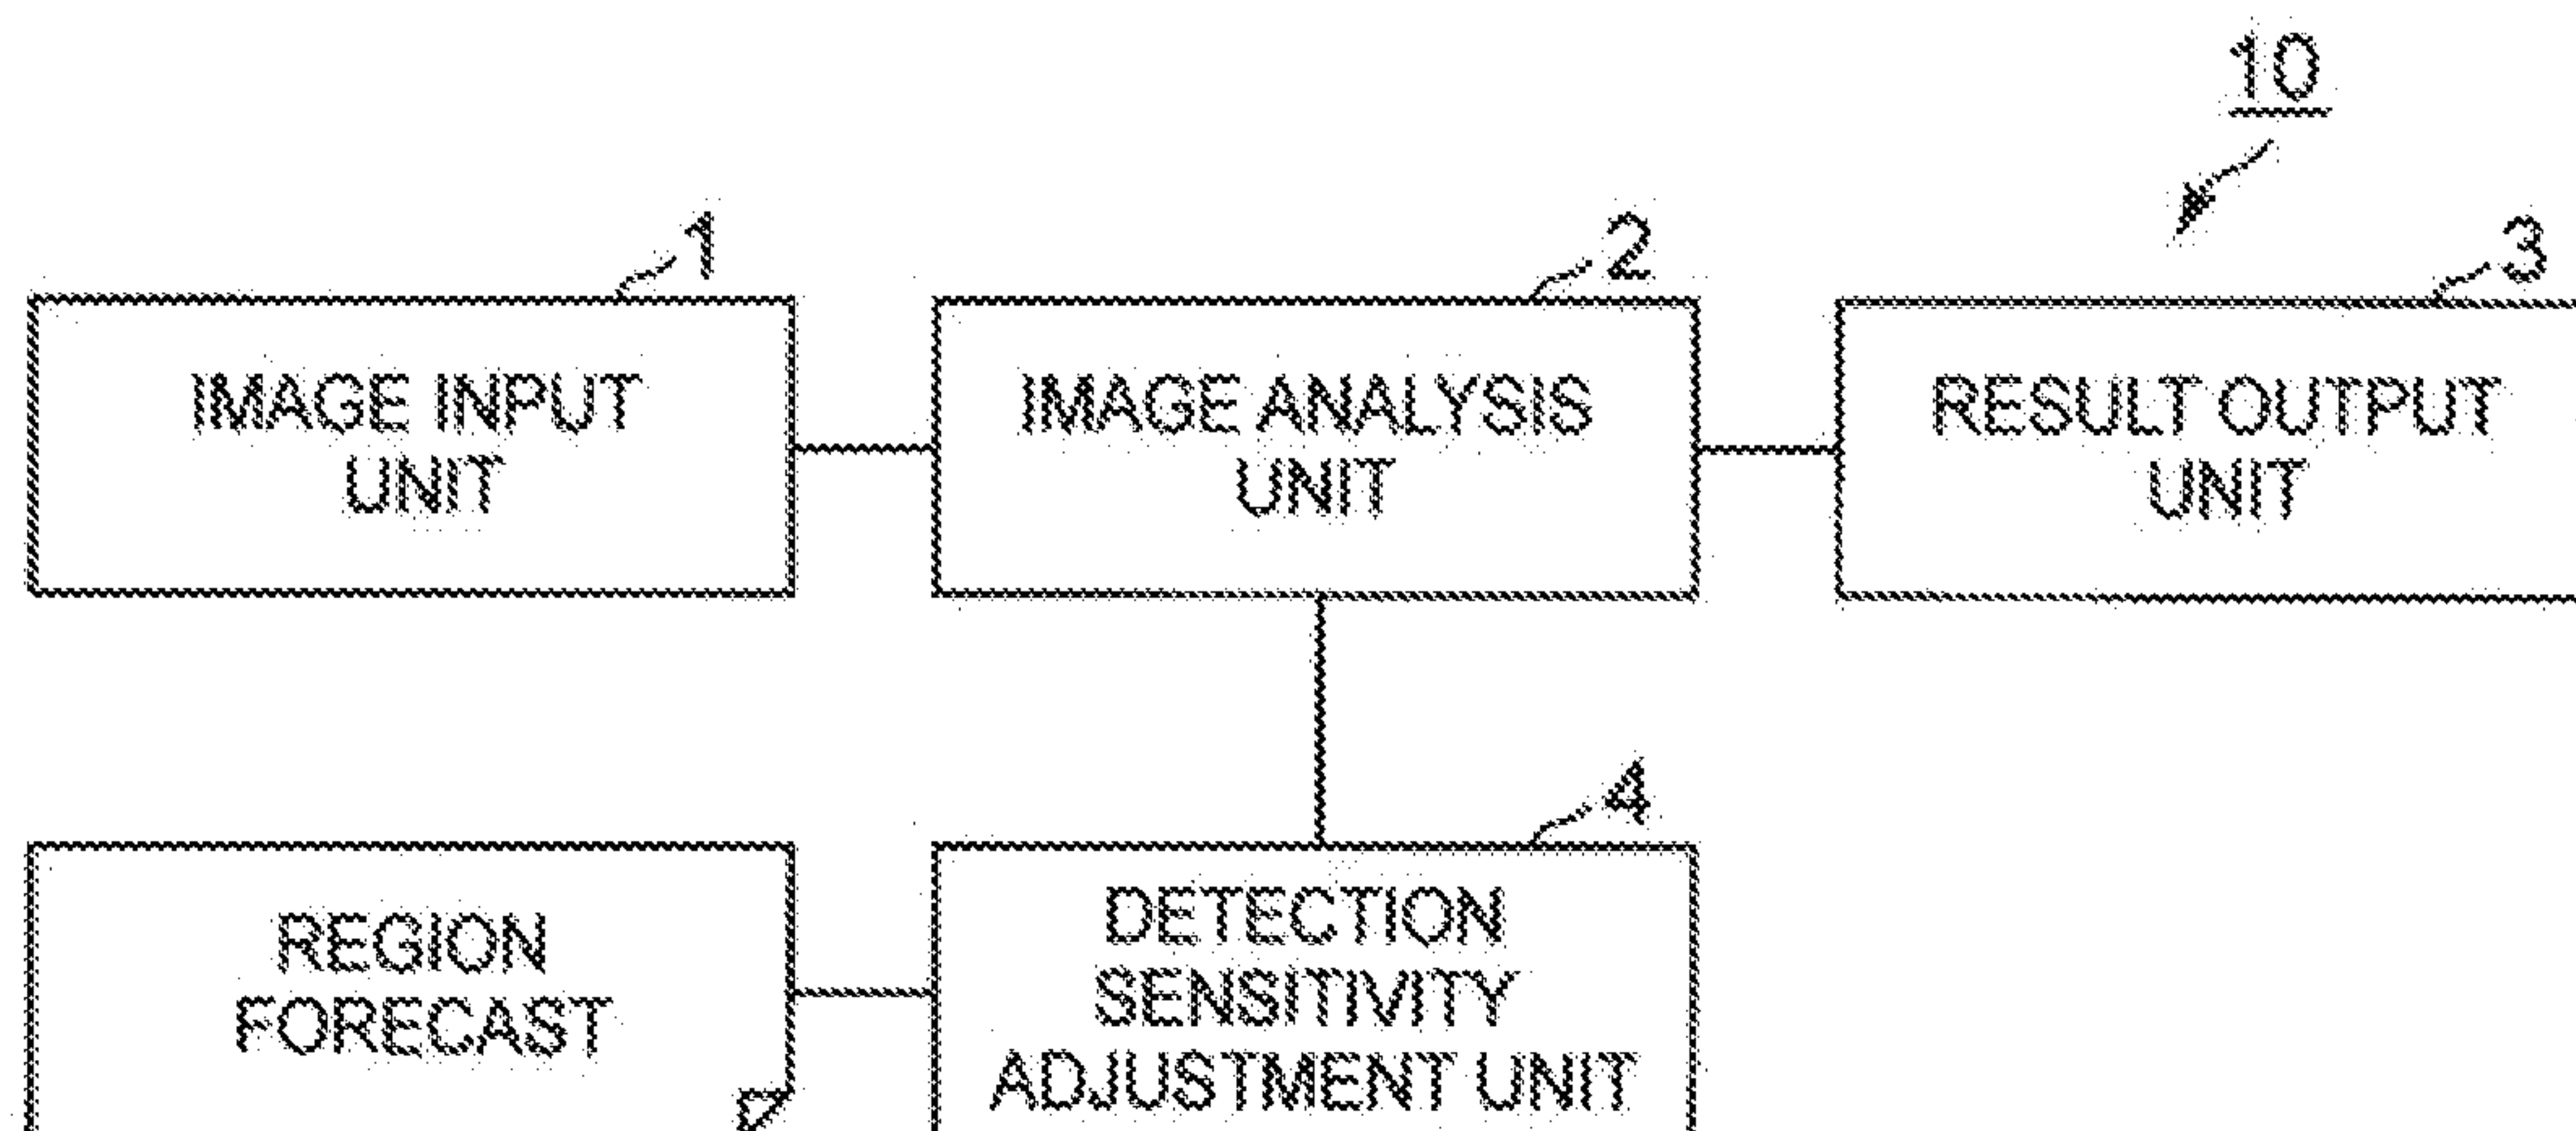 10
1
2
3
IMAGE INPUT
UNIT
IMAGE ANALYSIS
UNIT
RESULT OUTPUT
UNIT
4
REGION
FORECAST
DETECTION
SENSITIVITY
ADJUSTMENT UNIT